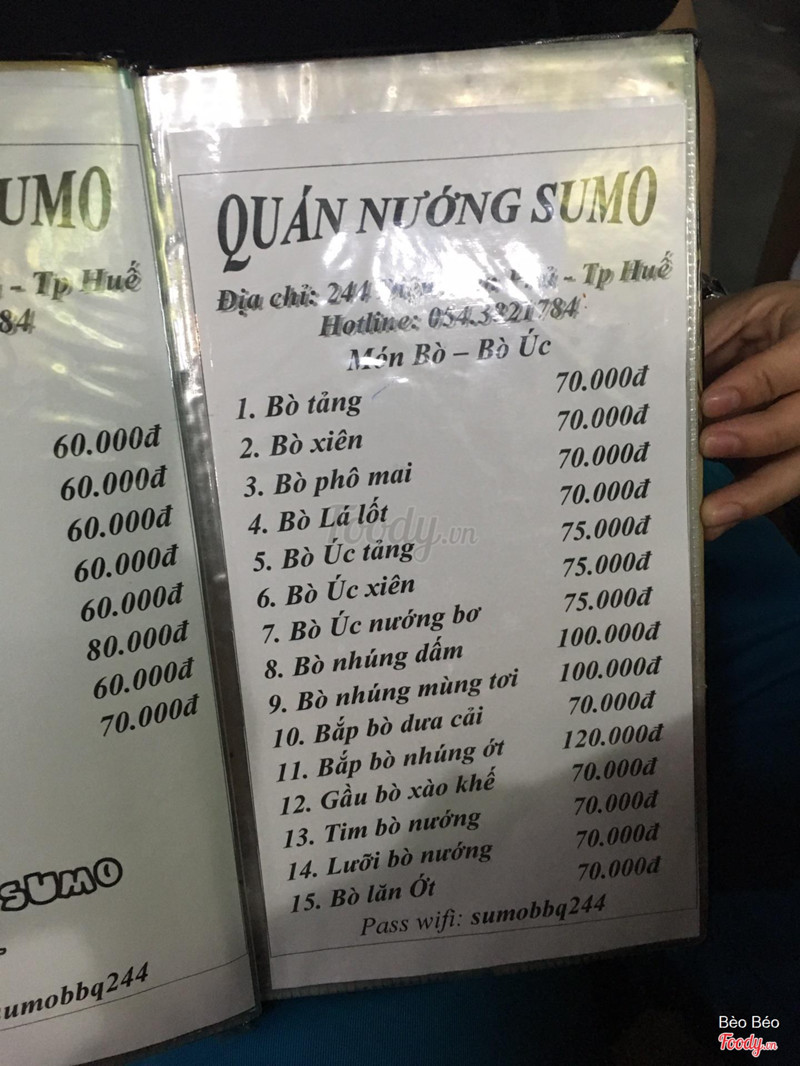 UMO
– Tp Huế
84
60.000đ
60.000đ
60.000đ
60.000đ
60.000đ
80.000đ
60.000đ
70.000đ
SUMO
sumobbq244
QUÁN NƯỚNG SUMO
Địa chỉ: 244 – Tp Huế
Hotline: 054.3821784
Món Bò – Bò Úc
1. Bò tảng 70.000đ
2. Bò xiên 70.000đ
3. Bò phô mai 70.000đ
4. Bò Lá lốt 70.000đ
5. Bò Úc tảng 75.000đ
6. Bò Úc xiên 75.000đ
7. Bò Úc nướng bơ 75.000đ
8. Bò nhúng dấm 100.000đ
9. Bò nhúng mùng tơi 100.000đ
10. Bắp bò dưa cải 70.000đ
11. Bắp bò nhúng ớt 120.000đ
12. Gầu bò xào khế 70.000đ
13. Tim bò nướng 70.000đ
14. Lưỡi bò nướng 70.000đ
15. Bò lăn Ớt 70.000đ
Pass wifi: sumobbq244
foody.vn
Bèo Béo
Foody.vn